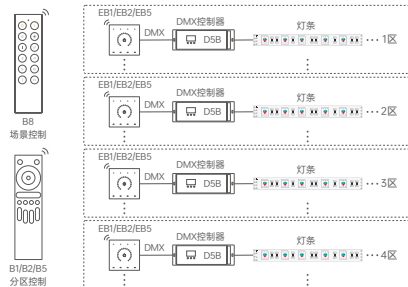 B8
场景控制
B1/B2/B5
分区控制
EB1/EB2/EB5
DMX
DMX控制器
D5B
灯条
1区
EB1/EB2/EB5
DMX
DMX控制器
D5B
灯条
2区
EB1/EB2/EB5
DMX
DMX控制器
D5B
灯条
3区
EB1/EB2/EB5
DMX
DMX控制器
D5B
灯条
4区